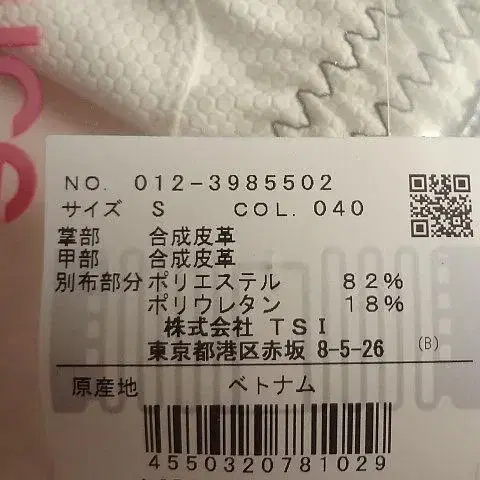 NO. 012-3985502
サイズ S COL. 040
掌部 合成皮革
甲部 合成皮革
別布部分 ポリエステル 82%
ポリウレタン 18%
株式会社 TSI
東京都港区赤坂 8-5-26 (B)
原産地 ベトナム
4550320781029